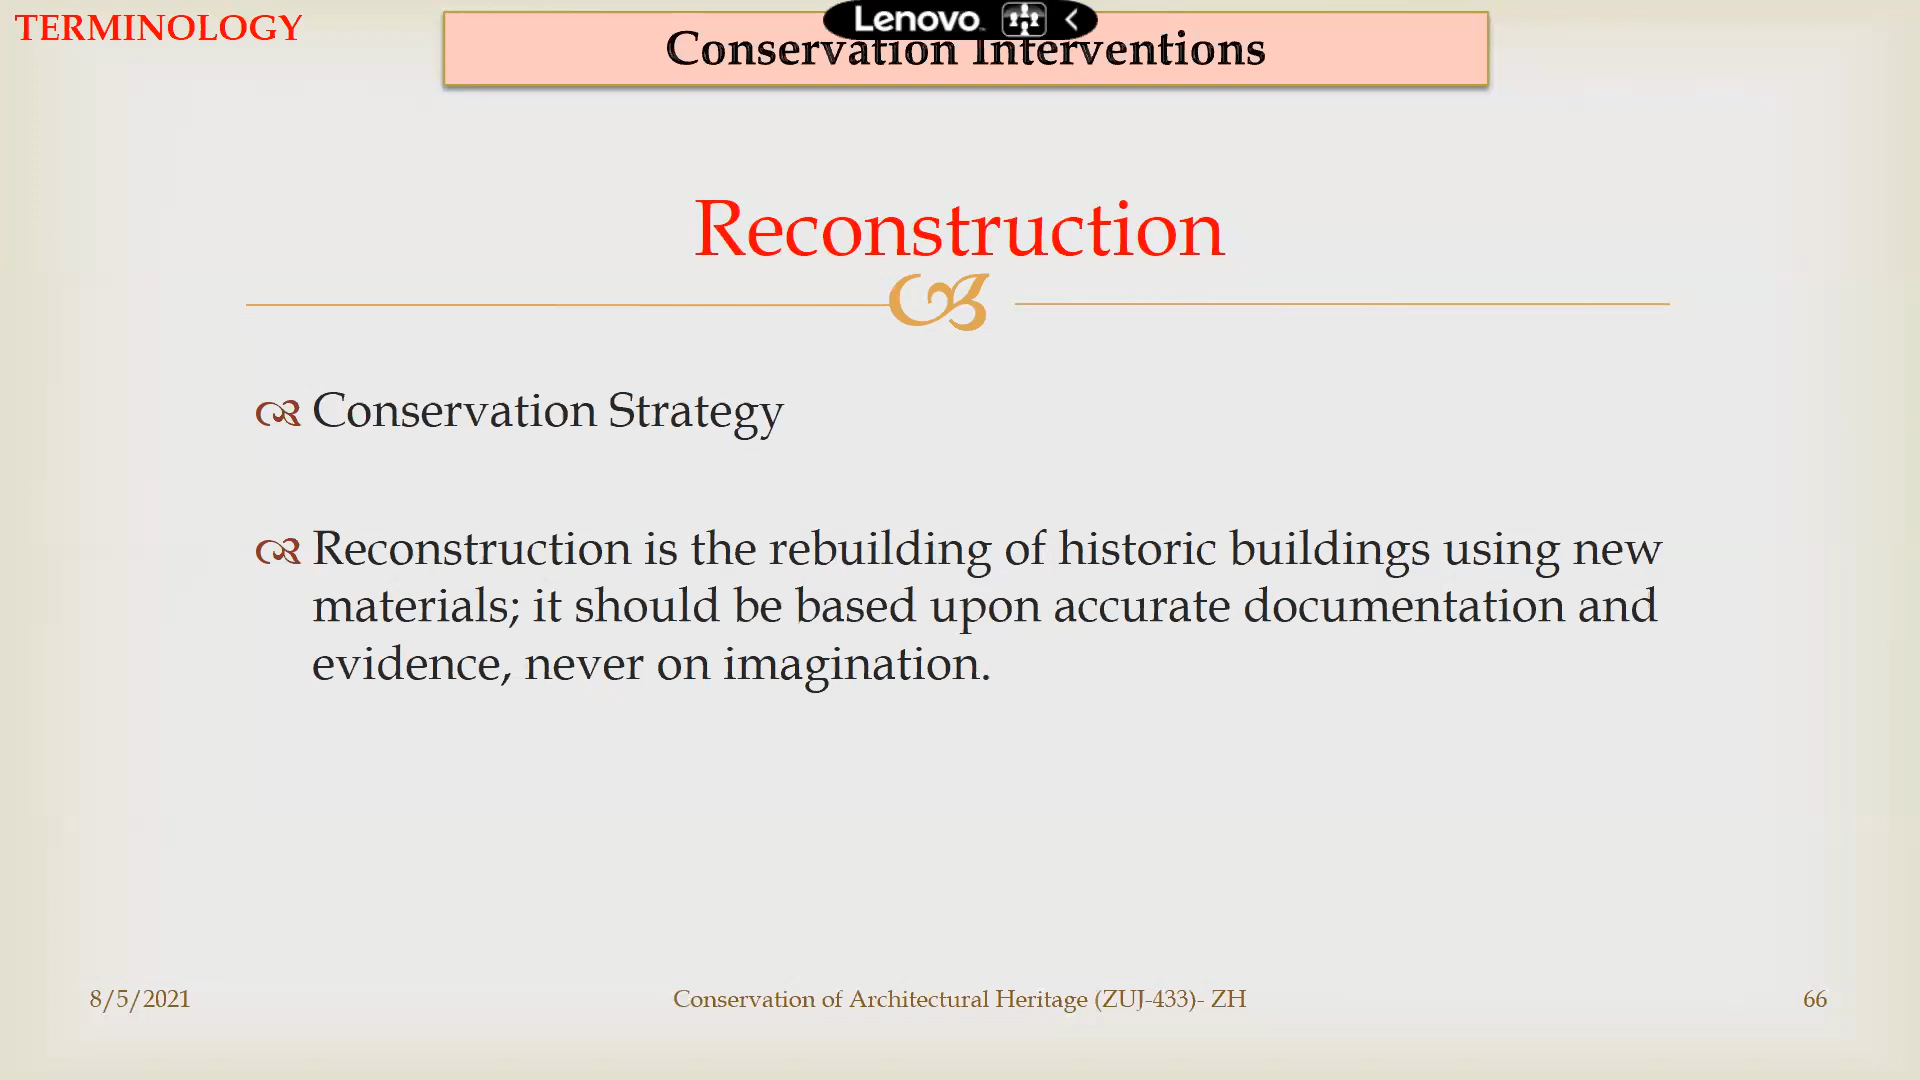 TERMINOLOGY
Lenovo
Conservation Interventions
Reconstruction
Conservation Strategy
Reconstruction is the rebuilding of historic buildings using new
materials; it should be based upon accurate documentation and
evidence, never on imagination.
8/5/2021
Conservation of Architectural Heritage (ZUJ-433)- ZH
66